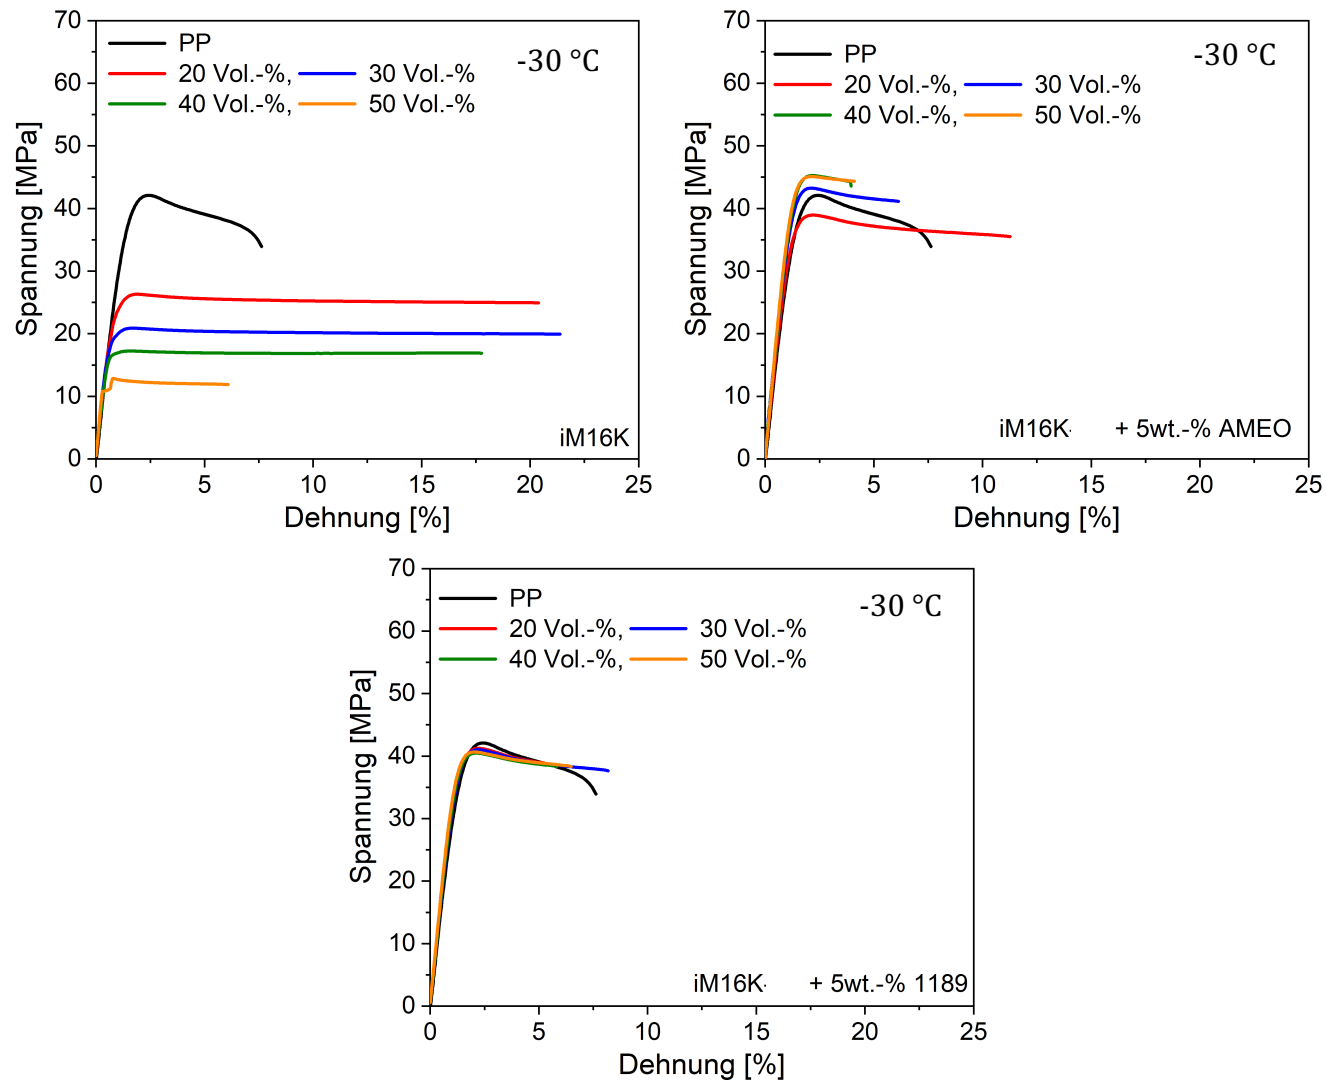 70
60
50
40
30
20
10
0
Spannung [MPa]
PP
20 Vol.-%, 30 Vol.-%
40 Vol.-%, 50 Vol.-%
-30 °C
iM16K
0 5 10 15 20 25
Dehnung [%]
70
60
50
40
30
20
10
0
Spannung [MPa]
PP
20 Vol.-%, 30 Vol.-%
40 Vol.-%, 50 Vol.-%
-30 °C
iM16K + 5wt.-% AMEO
0 5 10 15 20 25
Dehnung [%]
70
60
50
40
30
20
10
0
Spannung [MPa]
PP
20 Vol.-%, 30 Vol.-%
40 Vol.-%, 50 Vol.-%
-30 °C
iM16K + 5wt.-% 1189
0 5 10 15 20 25
Dehnung [%]